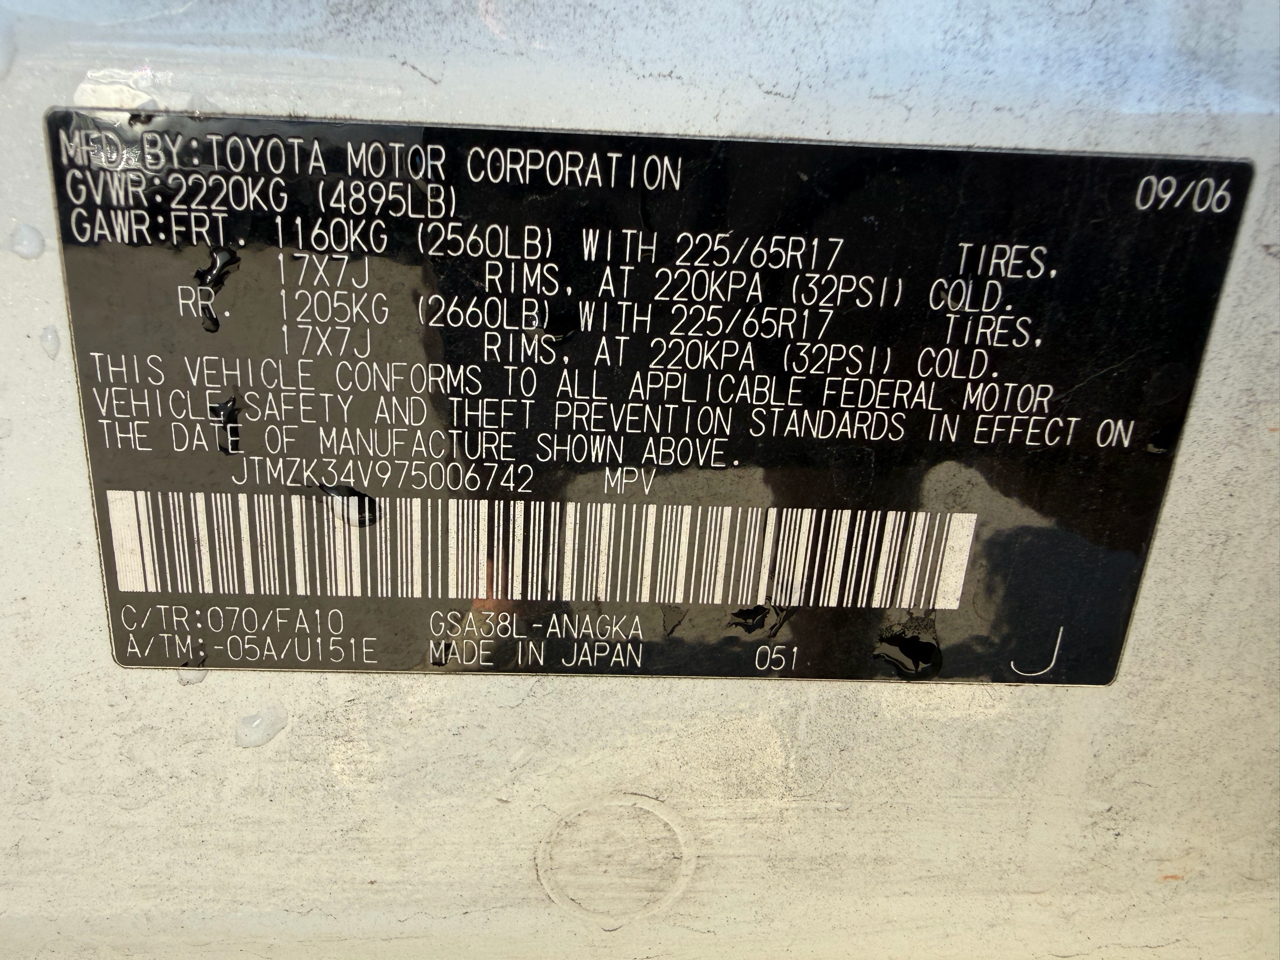 MFD.BY:TOYOTA MOTOR CORPORATION 09/06
GVWR:2220KG (4895LB)
GAWR:FRT. 1160KG (2560LB) WITH 225/65R17 TIRES,
17X7J RIMS, AT 220KPA (32PSI) COLD.
RR. 1205KG (2660LB) WITH 225/65R17 TIRES,
17X7J RIMS, AT 220KPA (32PSI) COLD.
THIS VEHICLE CONFORMS TO ALL APPLICABLE FEDERAL MOTOR
VEHICLE SAFETY AND THEFT PREVENTION STANDARDS IN EFFECT ON
THE DATE OF MANUFACTURE SHOWN ABOVE.
JTMZK34V975006742 MPV
C/TR:070/FA10 GSA38L-ANAGKA
A/TM:-05A/U151E MADE IN JAPAN 051 J